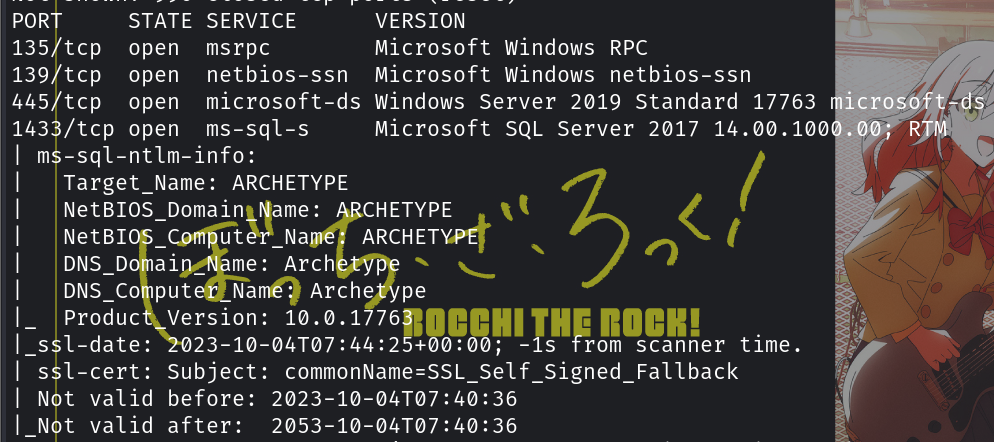 PORT      STATE SERVICE      VERSION
135/tcp  open  msrpc        Microsoft Windows RPC
139/tcp  open  netbios-ssn  Microsoft Windows netbios-ssn
445/tcp  open  microsoft-ds Windows Server 2019 Standard 17763 microsoft-ds
1433/tcp open  ms-sql-s     Microsoft SQL Server 2017 14.00.1000.00; RTM
| ms-sql-ntlm-info:
|   Target_Name: ARCHETYPE
|   NetBIOS_Domain_Name: ARCHETYPE
|   NetBIOS_Computer_Name: ARCHETYPE
|   DNS_Domain_Name: Archetype
|   DNS_Computer_Name: Archetype
|_  Product_Version: 10.0.17763
|_ssl-date: 2023-10-04T07:44:25+00:00; -1s from scanner time.
| ssl-cert: Subject: commonName=SSL_Self_Signed_Fallback
| Not valid before: 2023-10-04T07:40:36
|_Not valid after:  2053-10-04T07:40:36
ぼっち・ざ・ろっく!
BOCCHI THE ROCK!